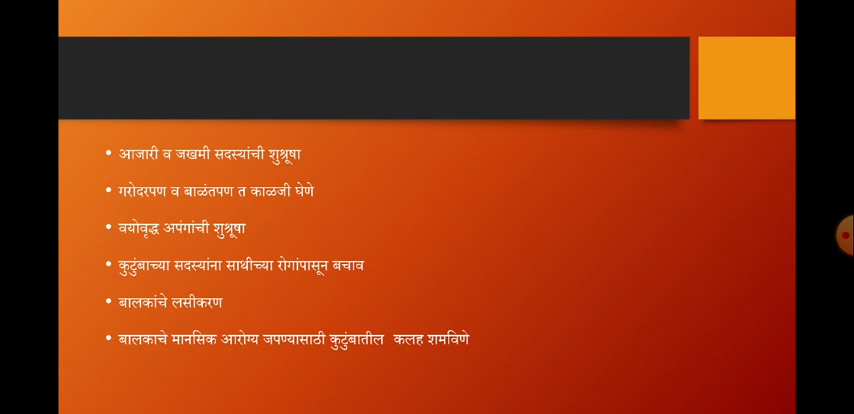 • आजारी व जखमी सदस्यांची शुश्रूषा
• गरोदरपण व बाळंतपण त काळजी घेणे
• वयोवृद्ध अपंगांची शुश्रूषा
• कुटुंबाच्या सदस्यांना साथीच्या रोगांपासून बचाव
• बालकांचे लसीकरण
• बालकाचे मानसिक आरोग्य जपण्यासाठी कुटुंबातील कलह शमविणे